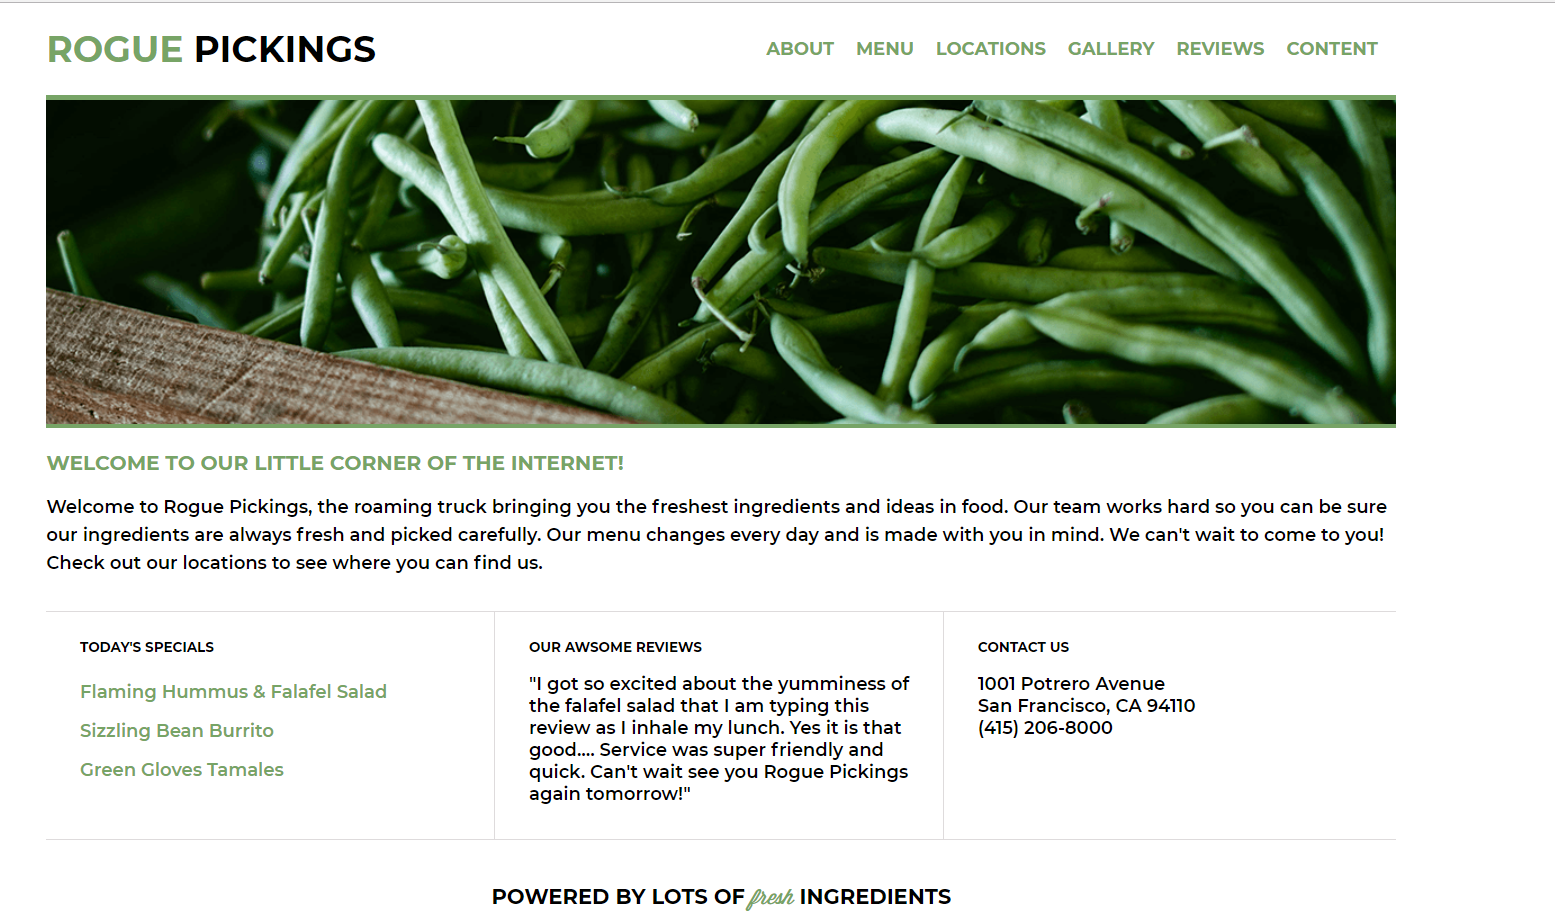 ROGUE PICKINGS
ABOUT MENU LOCATIONS GALLERY REVIEWS CONTENT
WELCOME TO OUR LITTLE CORNER OF THE INTERNET!
Welcome to Rogue Pickings, the roaming truck bringing you the freshest ingredients and ideas in food. Our team works hard so you can be sure
our ingredients are always fresh and picked carefully. Our menu changes every day and is made with you in mind. We can't wait to come to you!
Check out our locations to see where you can find us.
TODAY'S SPECIALS
Flaming Hummus & Falafel Salad
Sizzling Bean Burrito
Green Gloves Tamales
OUR AWSOME REVIEWS
"I got so excited about the yumminess of
the falafel salad that I am typing this
review as I inhale my lunch. Yes it is that
good.... Service was super friendly and
quick. Can't wait see you Rogue Pickings
again tomorrow!"
CONTACT US
1001 Potrero Avenue
San Francisco, CA 94110
(415) 206-8000
POWERED BY LOTS OF fresh INGREDIENTS